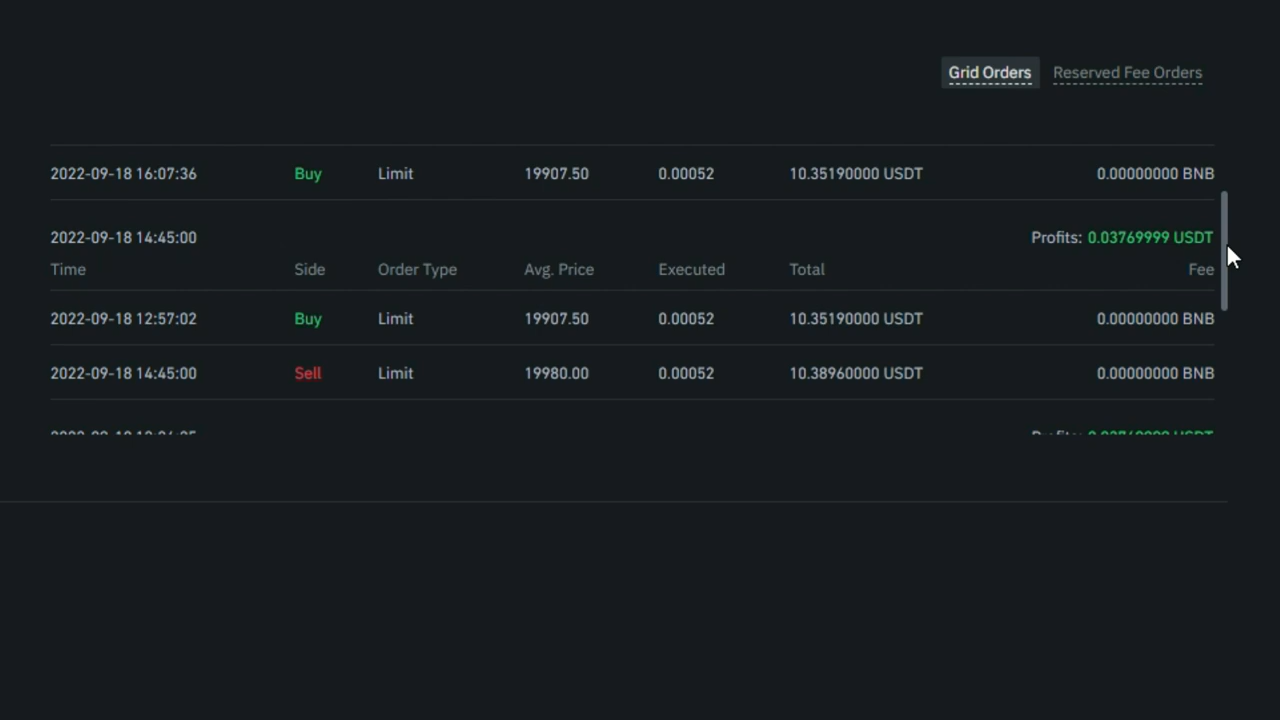 Grid Orders Reserved Fee Orders
2022-09-18 16:07:36 Buy Limit 19907.50 0.00052 10.35190000 USDT 0.00000000 BNB
2022-09-18 14:45:00 Profits: 0.03769999 USDT
Time Side Order Type Avg. Price Executed Total Fee
2022-09-18 12:57:02 Buy Limit 19907.50 0.00052 10.35190000 USDT 0.00000000 BNB
2022-09-18 14:45:00 Sell Limit 19980.00 0.00052 10.38960000 USDT 0.00000000 BNB